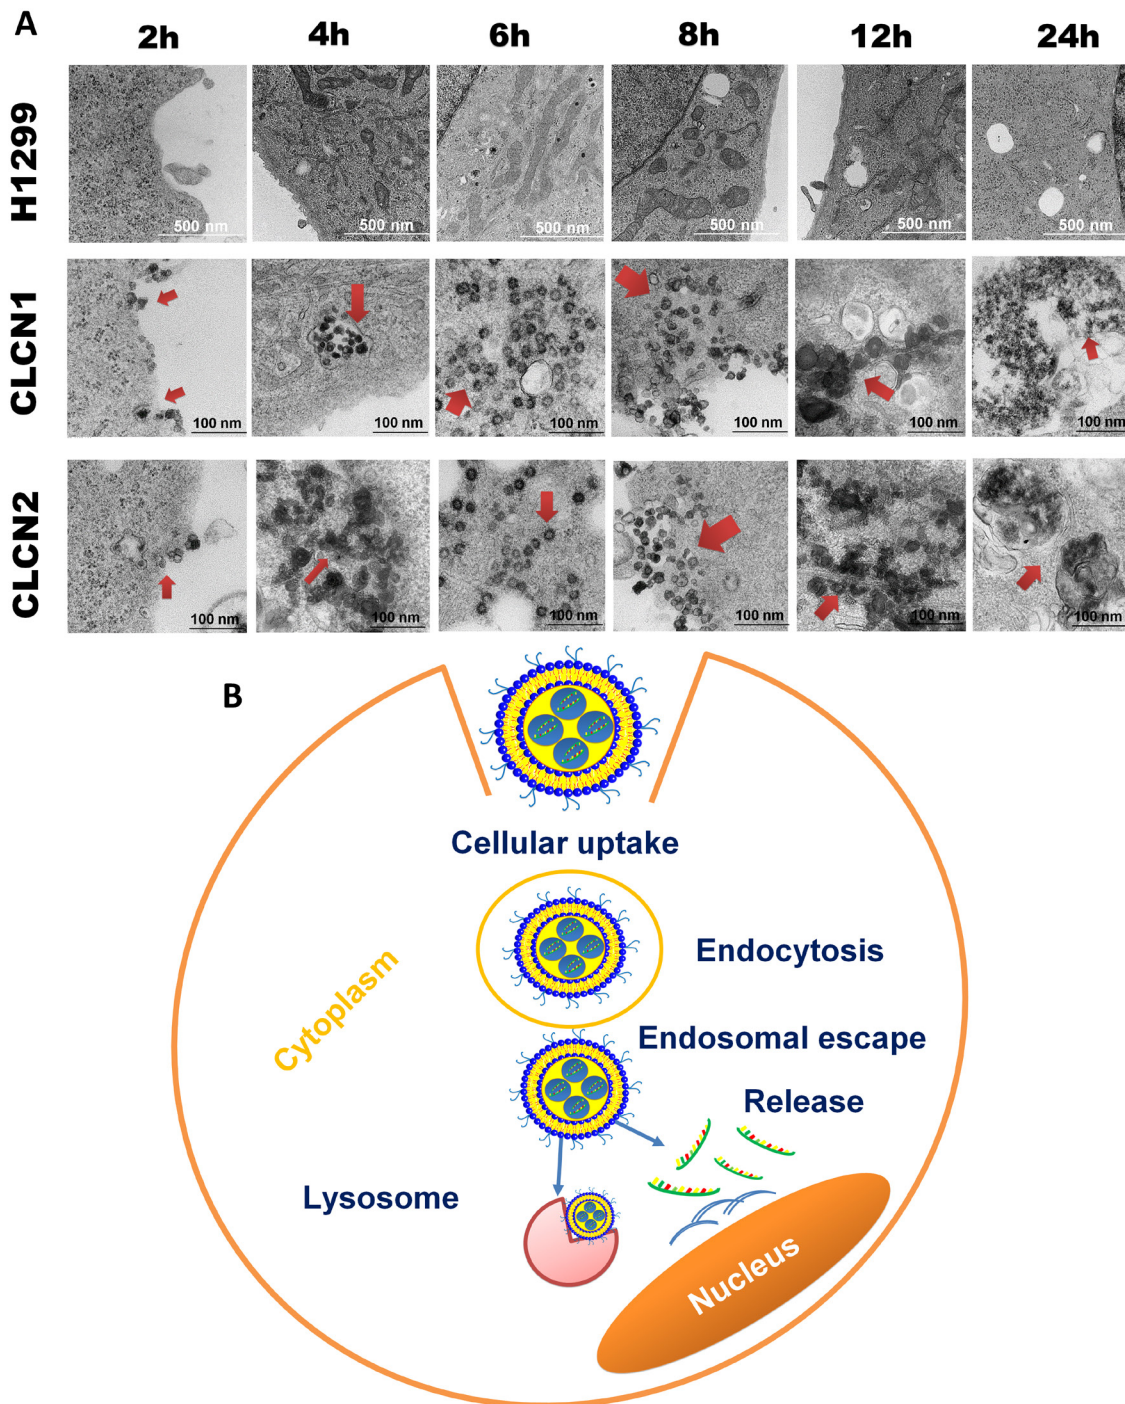 A
2h 4h 6h 8h 12h 24h
H1299
500 nm 500 nm 500 nm 500 nm 500 nm 500 nm
CLCN1
100 nm 100 nm 100 nm 100 nm 100 nm 100 nm
CLCN2
100 nm 100 nm 100 nm 100 nm 100 nm 100 nm
B
Cellular uptake
Endocytosis
Cytoplasm
Endosomal escape
Release
Lysosome
Nucleus